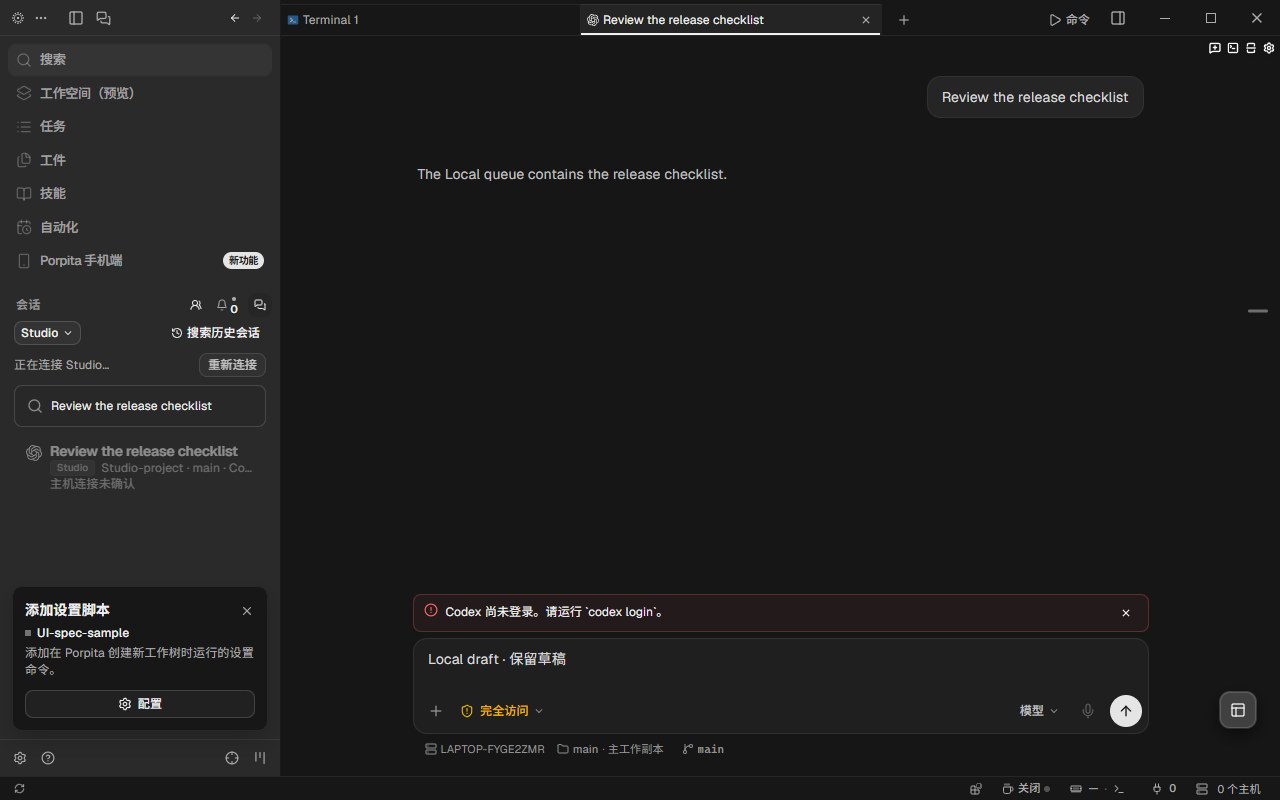 Terminal 1
Review the release checklist
命令
搜索
工作空间（预览）
任务
工件
技能
自动化
Porpita 手机端
新功能
会话
0
Studio
搜索历史会话
正在连接 Studio...
重新连接
Review the release checklist
Review the release checklist
Studio
Studio-project · main · Co...
主机连接未确认
添加设置脚本
UI-spec-sample
添加在 Porpita 创建新工作树时运行的设置
命令。
配置
Review the release checklist
The Local queue contains the release checklist.
Codex 尚未登录。请运行 `codex login`。
Local draft · 保留草稿
完全访问
模型
LAPTOP-FYGE2ZMR
main · 主工作副本
main
关闭
0
0 个主机